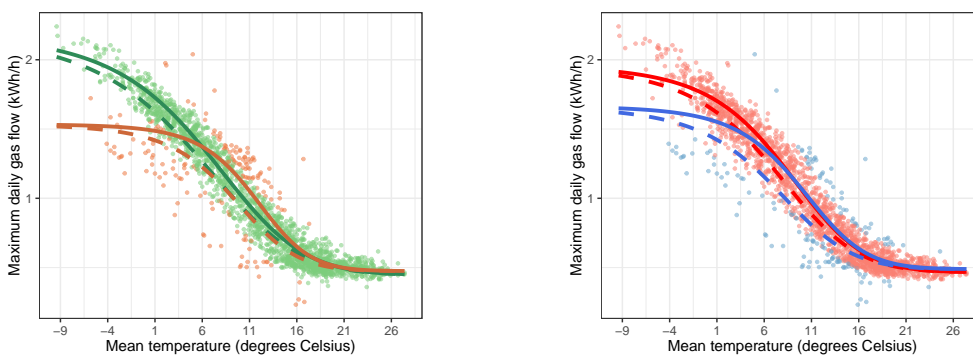 Maximum daily gas flow (kWh/h)
2
1
−9 −4 1 6 11 16 21 26
Mean temperature (degrees Celsius)
Maximum daily gas flow (kWh/h)
2
1
−9 −4 1 6 11 16 21 26
Mean temperature (degrees Celsius)